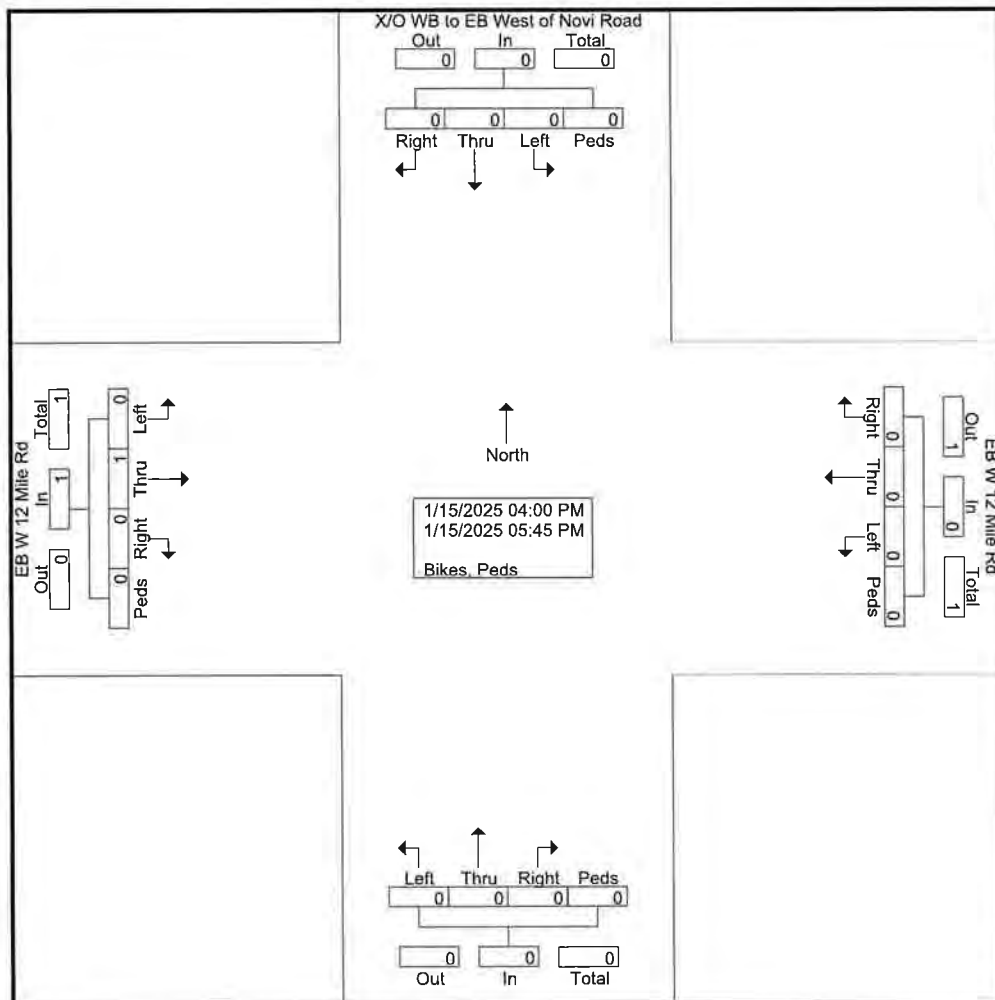 X/O WB to EB West of Novi Road
Out In Total
0 0 0
0 0 0 0
Right Thru Left Peds
EB W 12 Mile Rd
Out In Total
0 1 1
0 1 0 0
Left Thru Right Peds
North
1/15/2025 04:00 PM
1/15/2025 05:45 PM
Bikes, Peds
Right Thru Left Peds
0 0 0 0
Out In Total
1 0 1
EB W 12 Mile Rd
Left Thru Right Peds
0 0 0 0
0 0 0
Out In Total